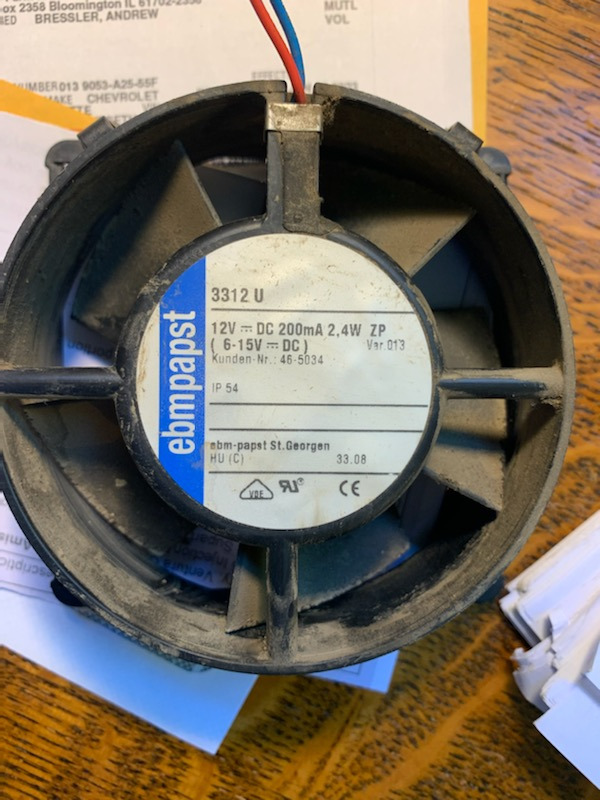 ox 2358 Bloomington IL 61702-2358
BRESSLER, ANDREW
MUTL
VOL
NUMBER 013 9053-A25-55F
MAKE CHEVROLET
ebmpapst
3312 U
12V ⎓ DC 200mA 2,4W ZP
( 6-15V ⎓ DC) Ver.013
Kunden-Nr.: 46-5034
IP 54
ebm-papst St.Georgen
HU (C) 33.08
VDE
CE
Ventura
Injection